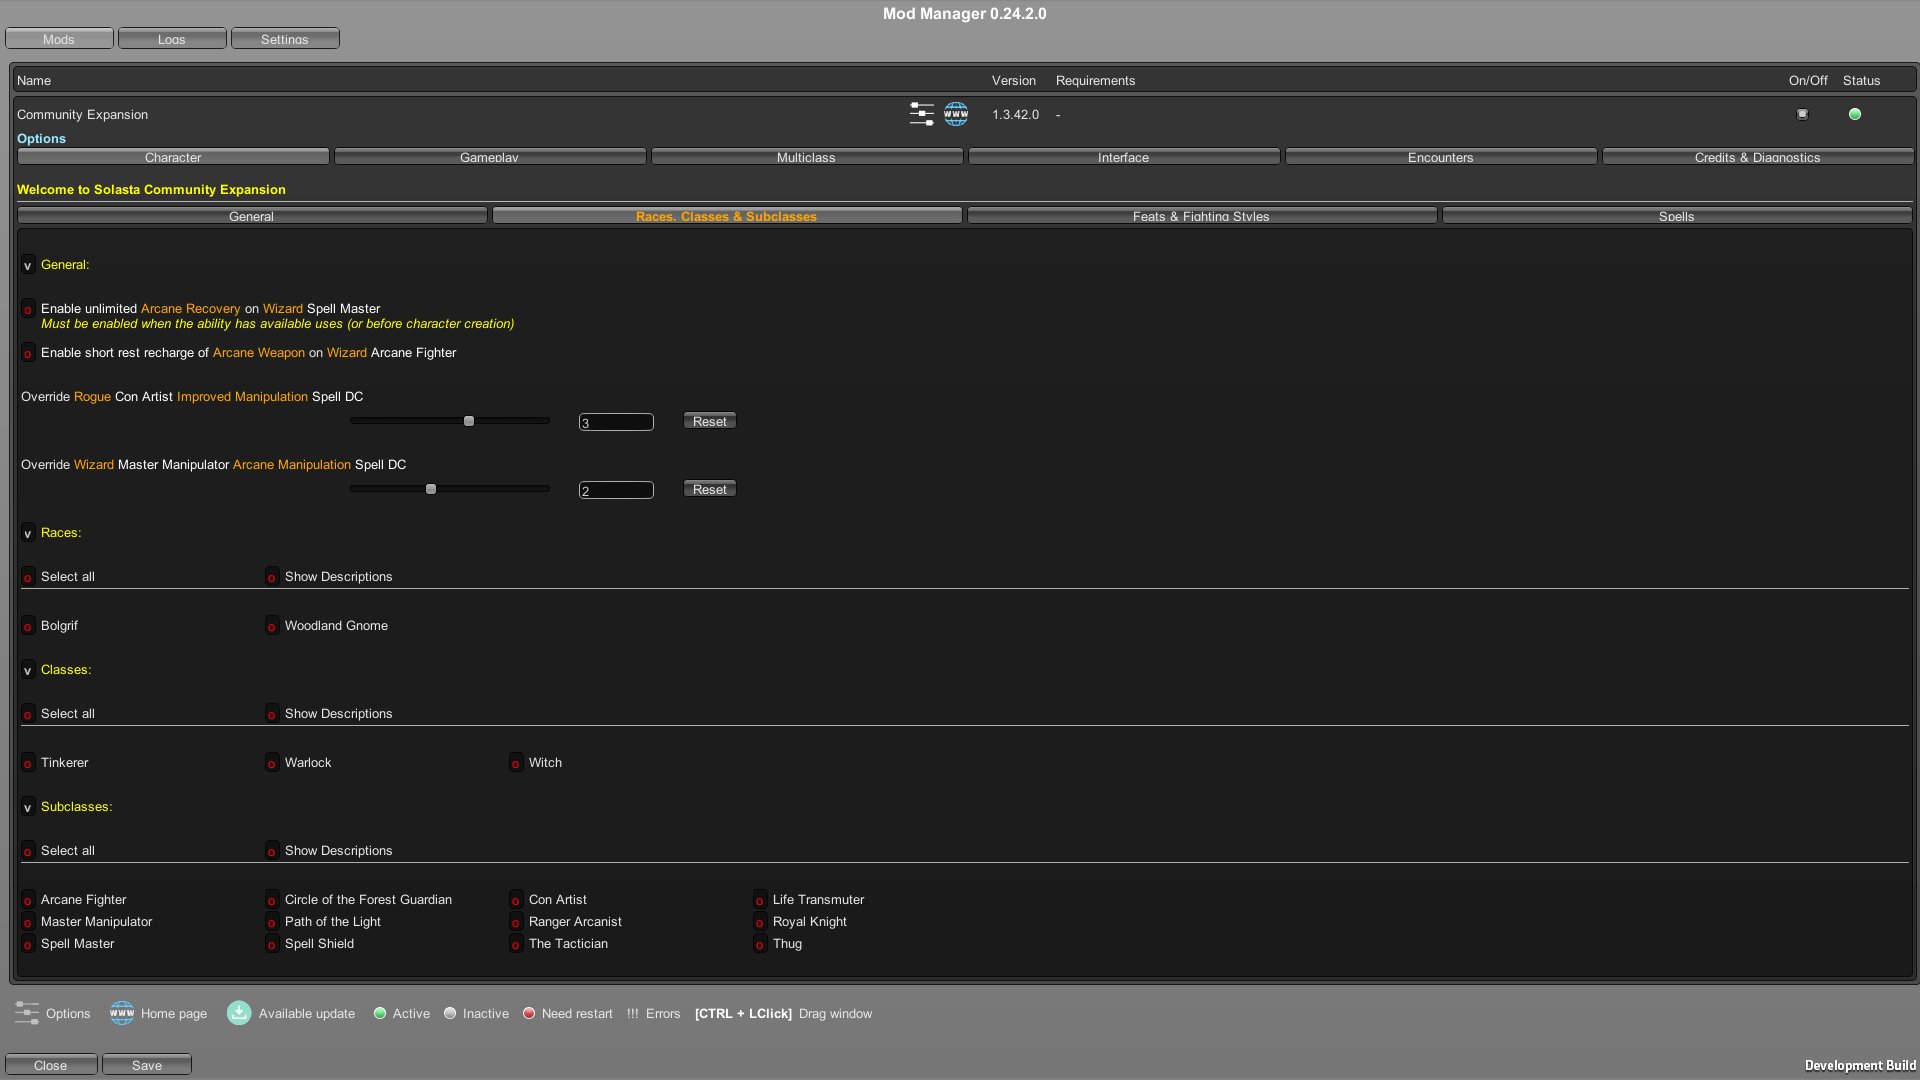 Mod Manager 0.24.2.0
Mods Logs Settings
Name Version Requirements On/Off Status
Community Expansion WWW 1.3.42.0 -
Options
Character Gameplay Multiclass Interface Encounters Credits & Diagnostics
Welcome to Solasta Community Expansion
General Races, Classes & Subclasses Feats & Fighting Styles Spells
v General:
o Enable unlimited Arcane Recovery on Wizard Spell Master
Must be enabled when the ability has available uses (or before character creation)
o Enable short rest recharge of Arcane Weapon on Wizard Arcane Fighter
Override Rogue Con Artist Improved Manipulation Spell DC
3 Reset
Override Wizard Master Manipulator Arcane Manipulation Spell DC
2 Reset
v Races:
o Select all o Show Descriptions
o Bolgrif o Woodland Gnome
v Classes:
o Select all o Show Descriptions
o Tinkerer o Warlock o Witch
v Subclasses:
o Select all o Show Descriptions
o Arcane Fighter o Circle of the Forest Guardian o Con Artist o Life Transmuter
o Master Manipulator o Path of the Light o Ranger Arcanist o Royal Knight
o Spell Master o Spell Shield o The Tactician o Thug
Options WWW Home page Available update Active Inactive Need restart !!! Errors [CTRL + LClick] Drag window
Close Save Development Build